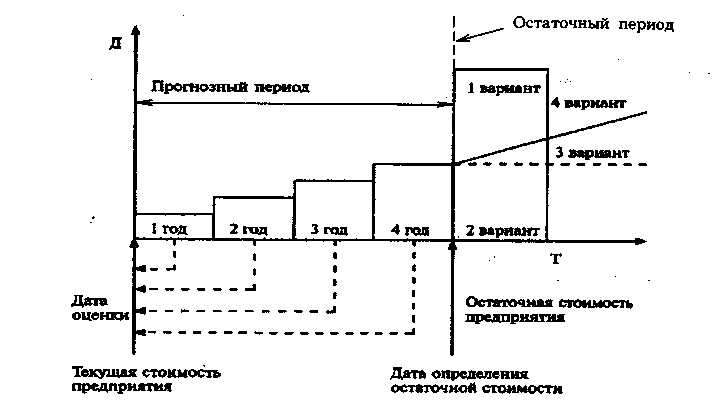 Остаточный период
Д
Прогнозный период
1 вариант
4 вариант
3 вариант
1 год
2 год
3 год
4 год
2 вариант
Т
Дата
оценки
Остаточная стоимость
предприятия
Текущая стоимость
предприятия
Дата определения
остаточной стоимости